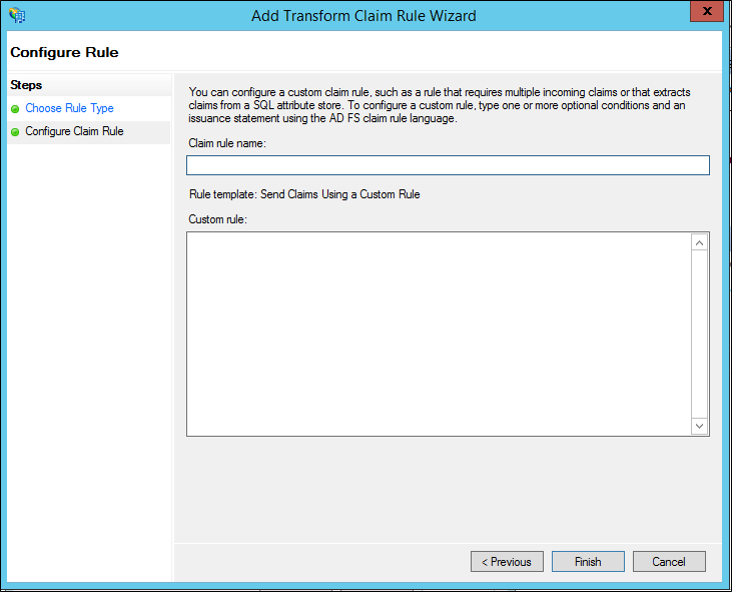 Add Transform Claim Rule Wizard
X
Configure Rule
Steps
Choose Rule Type
Configure Claim Rule
You can configure a custom claim rule, such as a rule that requires multiple incoming claims or that extracts
claims from a SQL attribute store. To configure a custom rule, type one or more optional conditions and an
issuance statement using the AD FS claim rule language.
Claim rule name:
Rule template: Send Claims Using a Custom Rule
Custom rule:
< Previous
Finish
Cancel